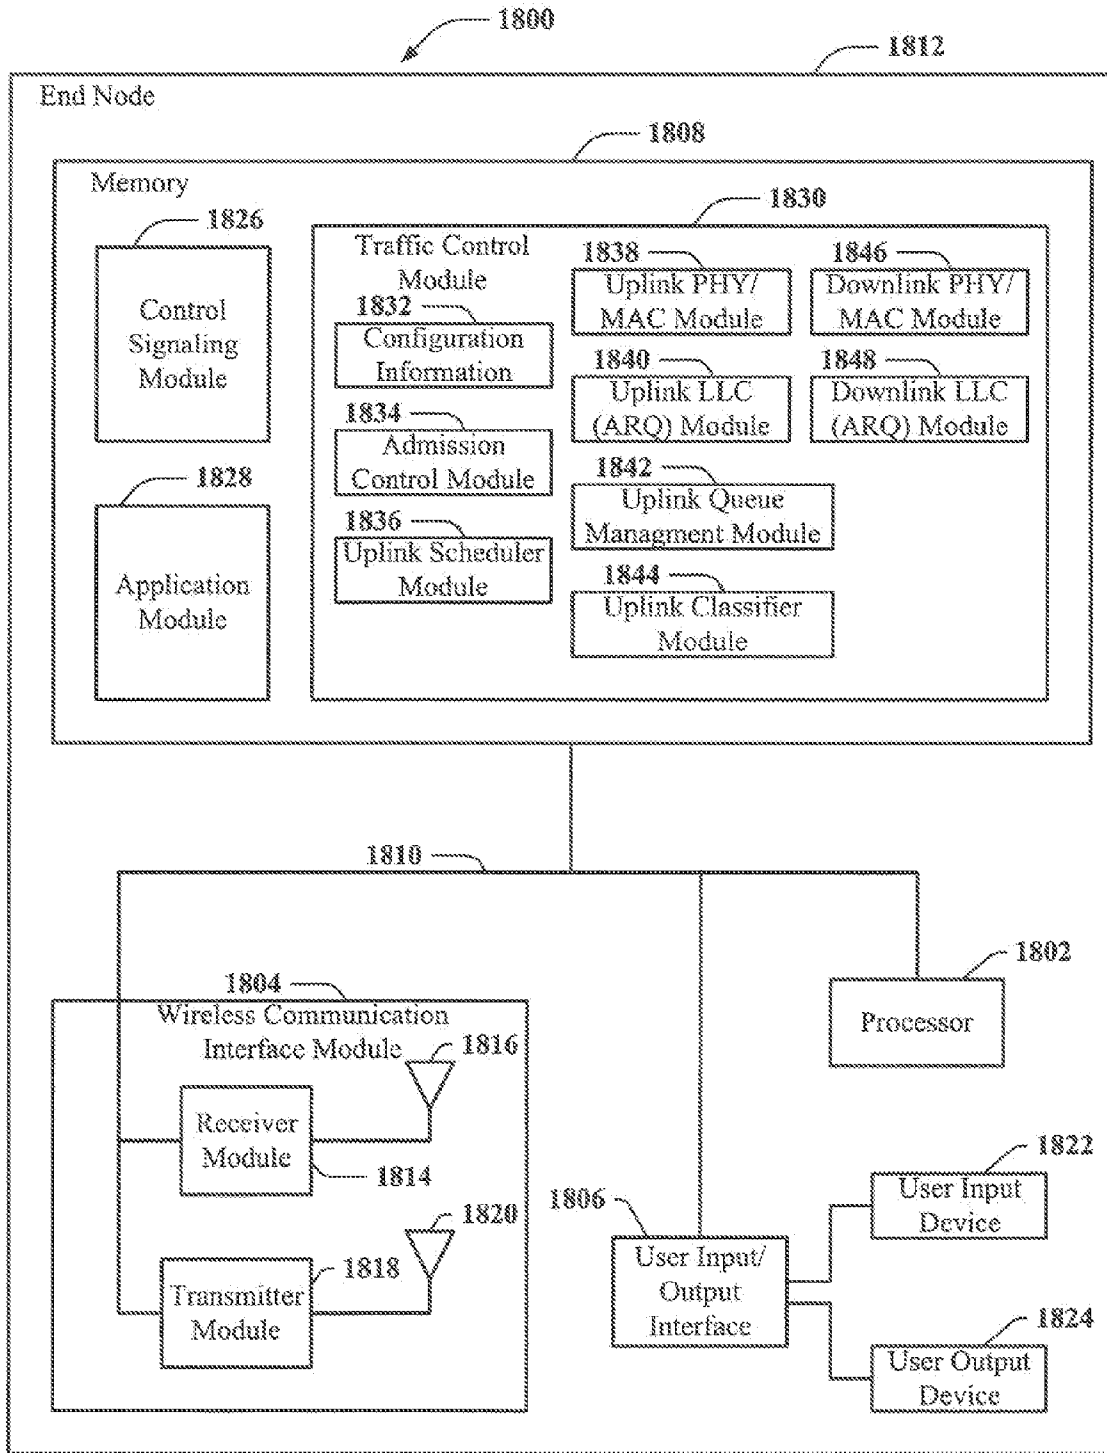 1800
1812
End Node
1808
Memory
1826
Control
Signaling
Module
1828
Application
Module
1830
Traffic Control
Module
1832
Configuration
Information
1834
Admission
Control Module
1836
Uplink Scheduler
Module
1838
Uplink PHY/
MAC Module
1840
Uplink LLC
(ARQ) Module
1842
Uplink Queue
Managment Module
1844
Uplink Classifier
Module
1846
Downlink PHY/
MAC Module
1848
Downlink LLC
(ARQ) Module
1810
1804
Wireless Communication
Interface Module
1816
Receiver
Module
1814
1820
Transmitter
Module
1818
1802
Processor
1806
User Input/
Output
Interface
1822
User Input
Device
1824
User Output
Device